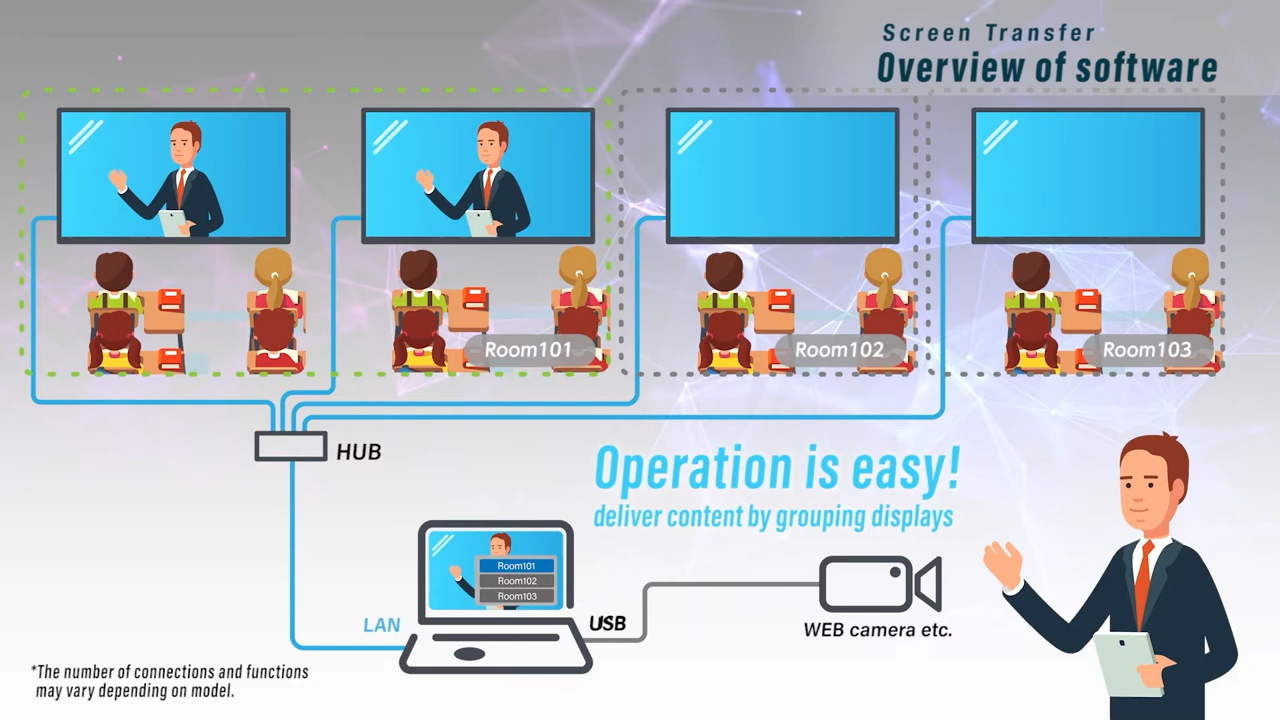 Screen Transfer
Overview of software
Room101
Room102
Room103
HUB
Operation is easy!
deliver content by grouping displays
Room101
Room102
Room103
LAN
USB
WEB camera etc.
*The number of connections and functions
may vary depending on model.